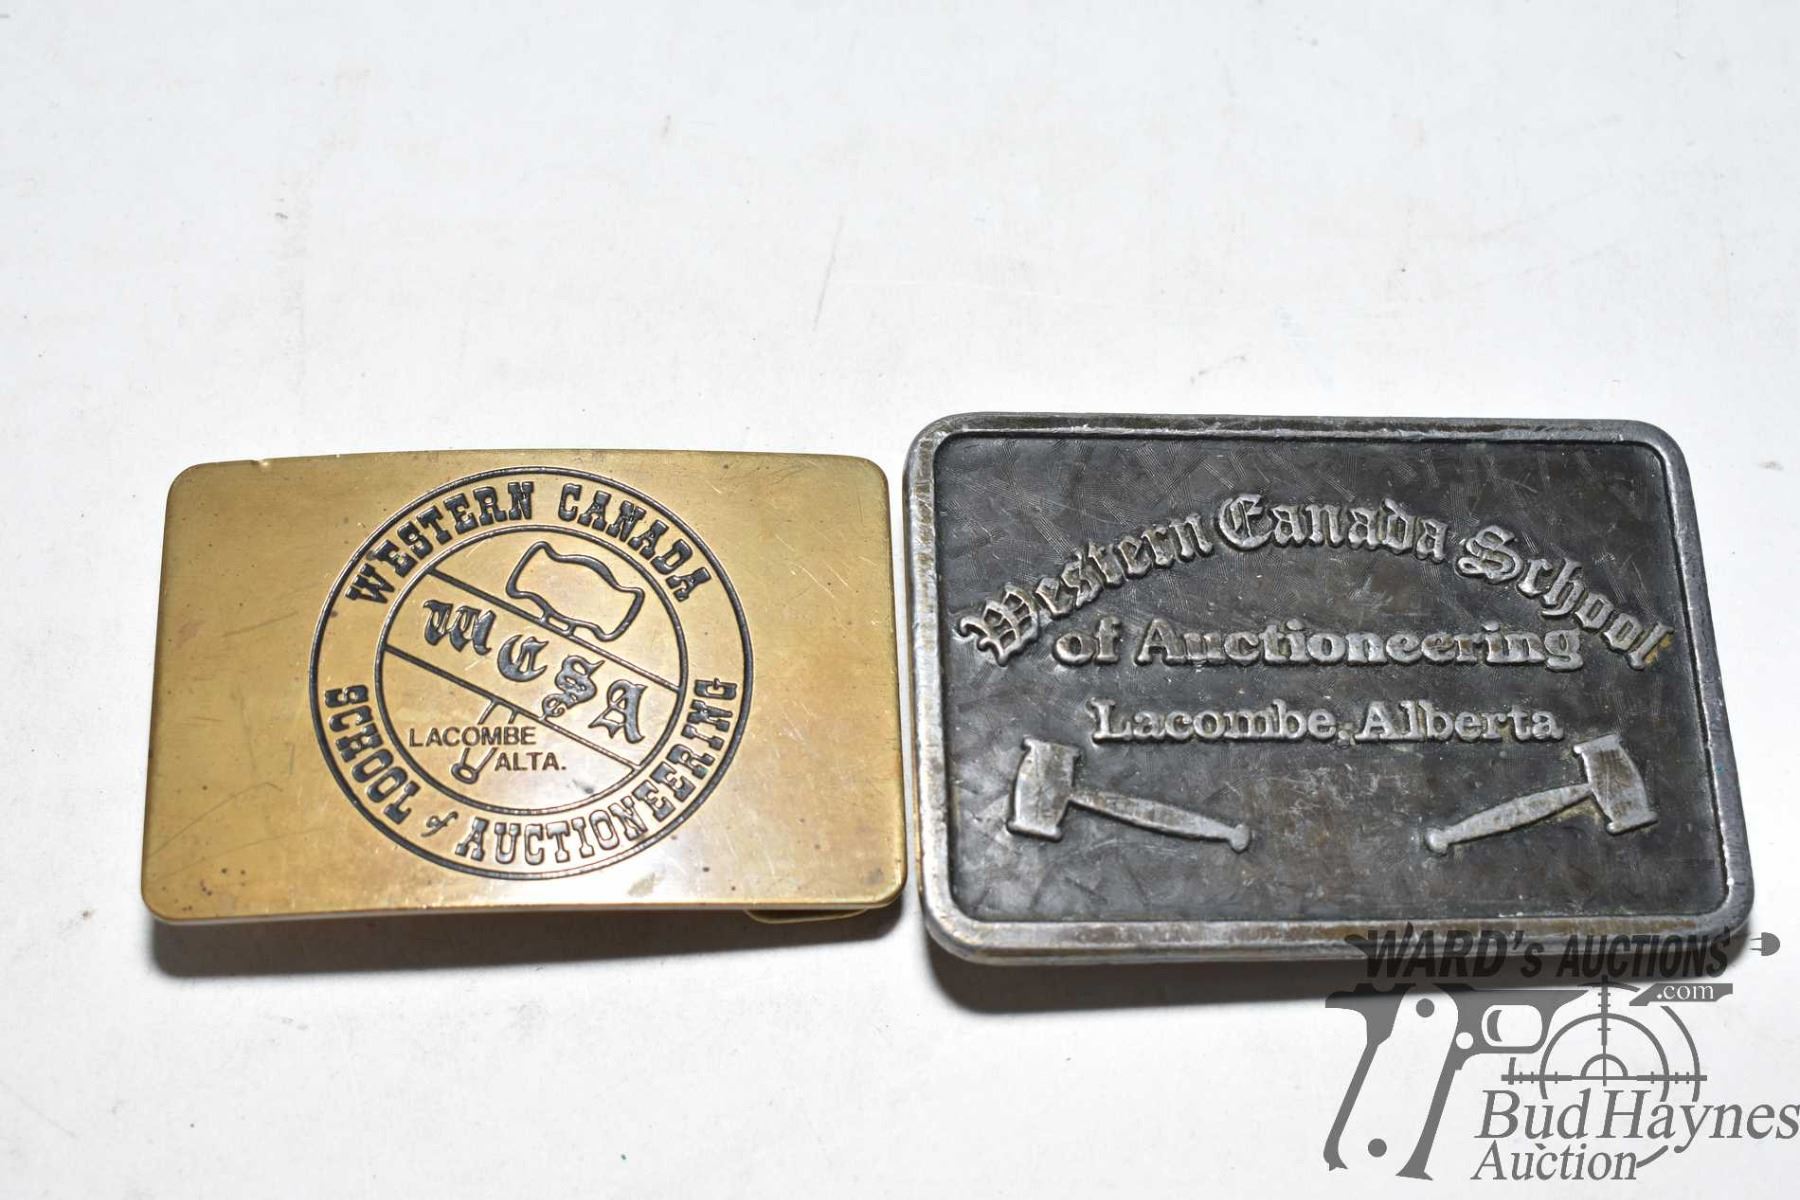 WESTERN CANADA
SCHOOL of AUCTIONEERING
WCSA
LACOMBE
ALTA.
Western Canada School
of Auctioneering
Lacombe, Alberta
WARD's AUCTIONS
.com
Bud Haynes
Auction